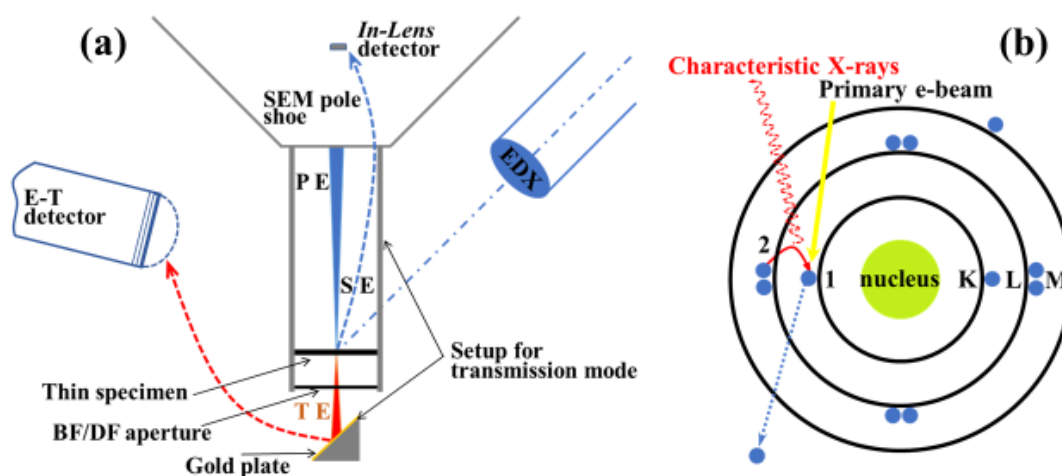 (a)
In-Lens
detector
SEM pole
shoe
P E
EDX
E-T
detector
S E
Setup for
transmission mode
Thin specimen
T E
BF/DF aperture
Gold plate
(b)
Characteristic X-rays
Primary e-beam
2
1
nucleus
K
L
M